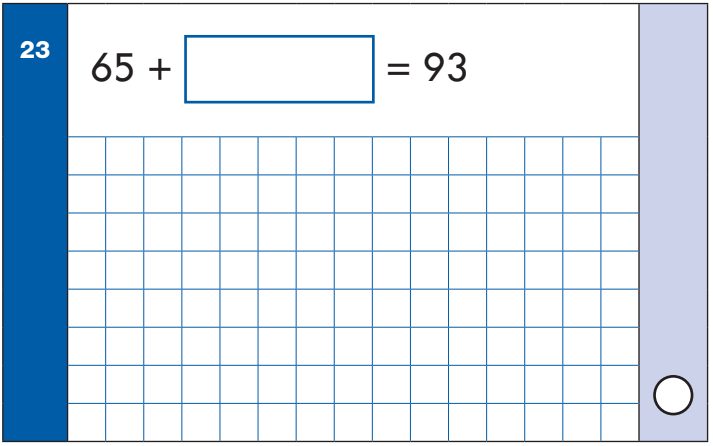 23
65 + = 93